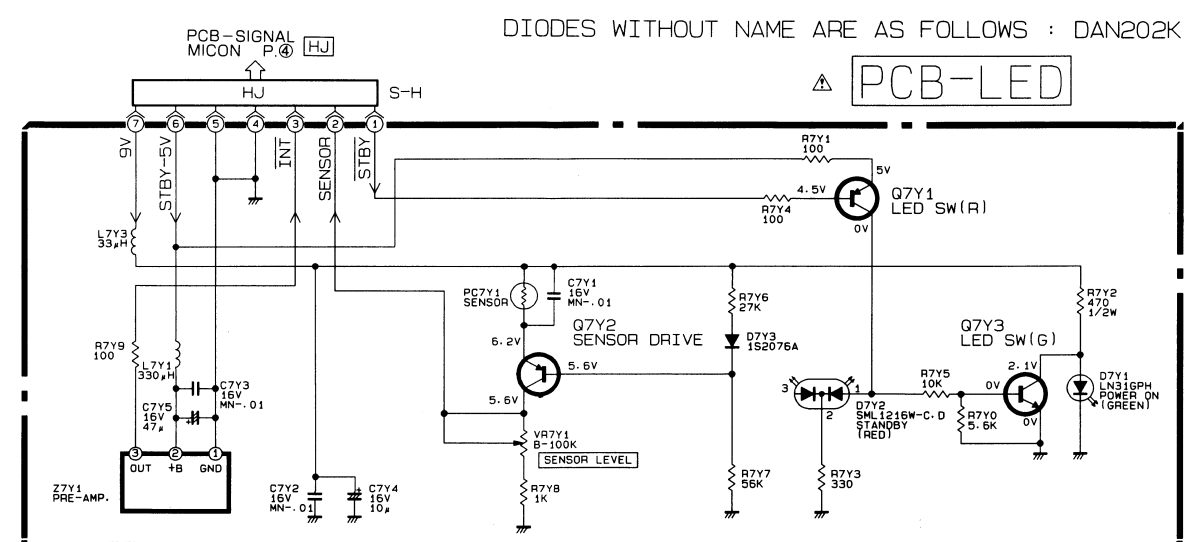 DIODES WITHOUT NAME ARE AS FOLLOWS : DAN202K
PCB-SIGNAL
MICON P.④ HJ
⚠ PCB-LED
HJ
S-H
7 6 5 4 3 2 1
9V
STBY-5V
INT
SENSOR
STBY
R7Y1
100
5V
4.5V
R7Y4
100
Q7Y1
LED SW(R)
0V
L7Y3
33μH
PC7Y1
SENSOR
C7Y1
16V
MN-.01
R7Y6
27K
R7Y2
470
1/2W
Q7Y2
SENSOR DRIVE
6.2V
5.6V
5.6V
D7Y3
1S2076A
Q7Y3
LED SW(G)
2.1V
R7Y9
100
L7Y1
330μH
C7Y3
16V
MN-.01
C7Y5
16V
47μ
+
3 1
2
D7Y2
SML1216W-C.D
STANDBY
(RED)
R7Y5
10K
0V
0V
R7Y0
5.6K
D7Y1
LN31GPH
POWER ON
(GREEN)
VR7Y1
B-100K
SENSOR LEVEL
3 2 1
OUT +B GND
Z7Y1
PRE-AMP.
C7Y2
16V
MN-.01
+
C7Y4
16V
10μ
R7Y8
1K
R7Y7
56K
R7Y3
330